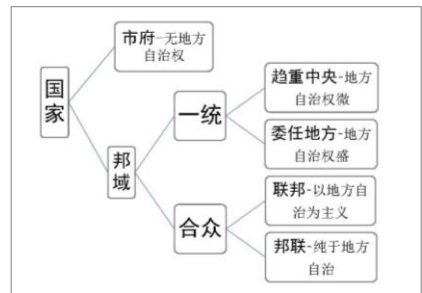 市府-无地方
自治权
国
家
邦
域
一统
趋重中央-地方
自治权微
委任地方-地方
自治权盛
合众
联邦-以地方自
治为主义
邦联-纯于地方
自治